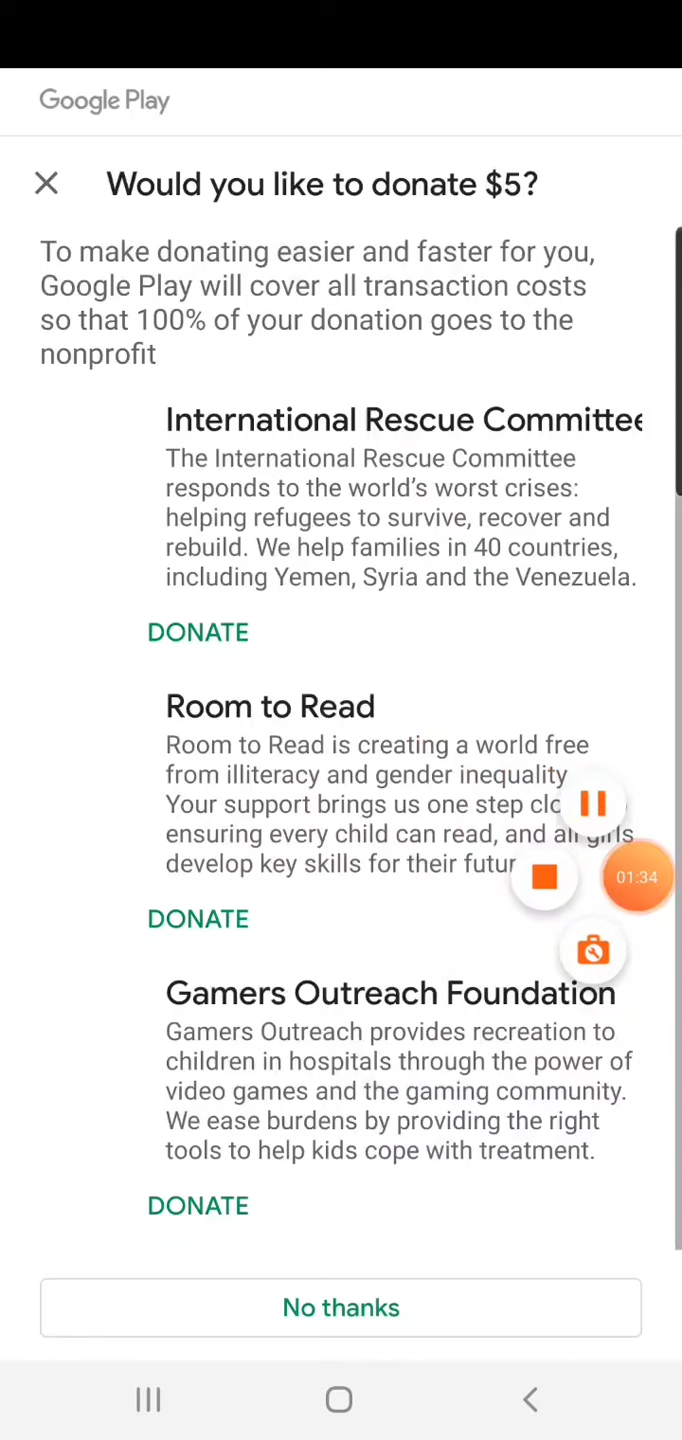 Google Play
Would you like to donate $5?
To make donating easier and faster for you,
Google Play will cover all transaction costs
so that 100% of your donation goes to the
nonprofit
International Rescue Committee
The International Rescue Committee
responds to the world's worst crises:
helping refugees to survive, recover and
rebuild. We help families in 40 countries,
including Yemen, Syria and the Venezuela.
DONATE
Room to Read
Room to Read is creating a world free
from illiteracy and gender inequality
Your support brings us one step
ensuring every child can read, and all girls
develop key skills for their
01:34
DONATE
Gamers Outreach Foundation
Gamers Outreach provides recreation to
children in hospitals through the power of
video games and the gaming community.
We ease burdens by providing the right
tools to help kids cope with treatment.
DONATE
No thanks